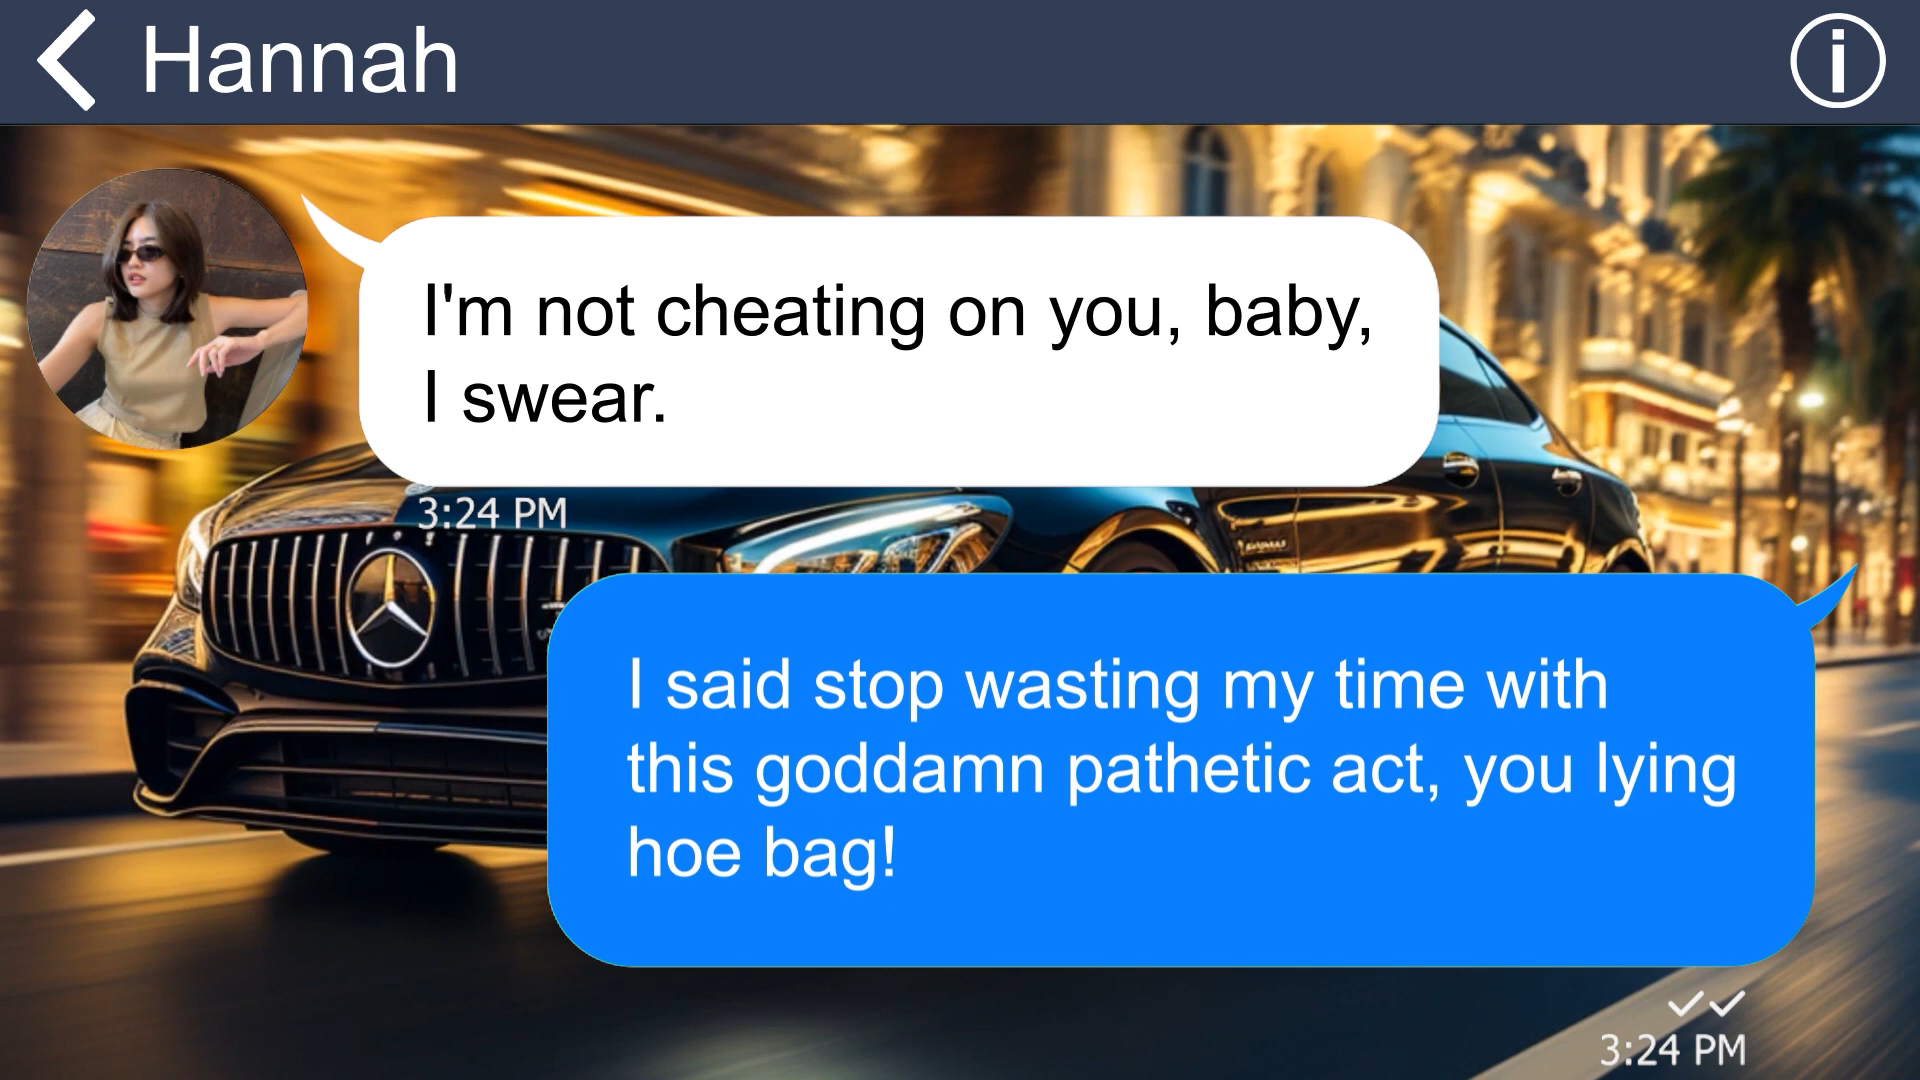 Hannah
I'm not cheating on you, baby,
I swear.
3:24 PM
I said stop wasting my time with
this goddamn pathetic act, you lying
hoe bag!
3:24 PM